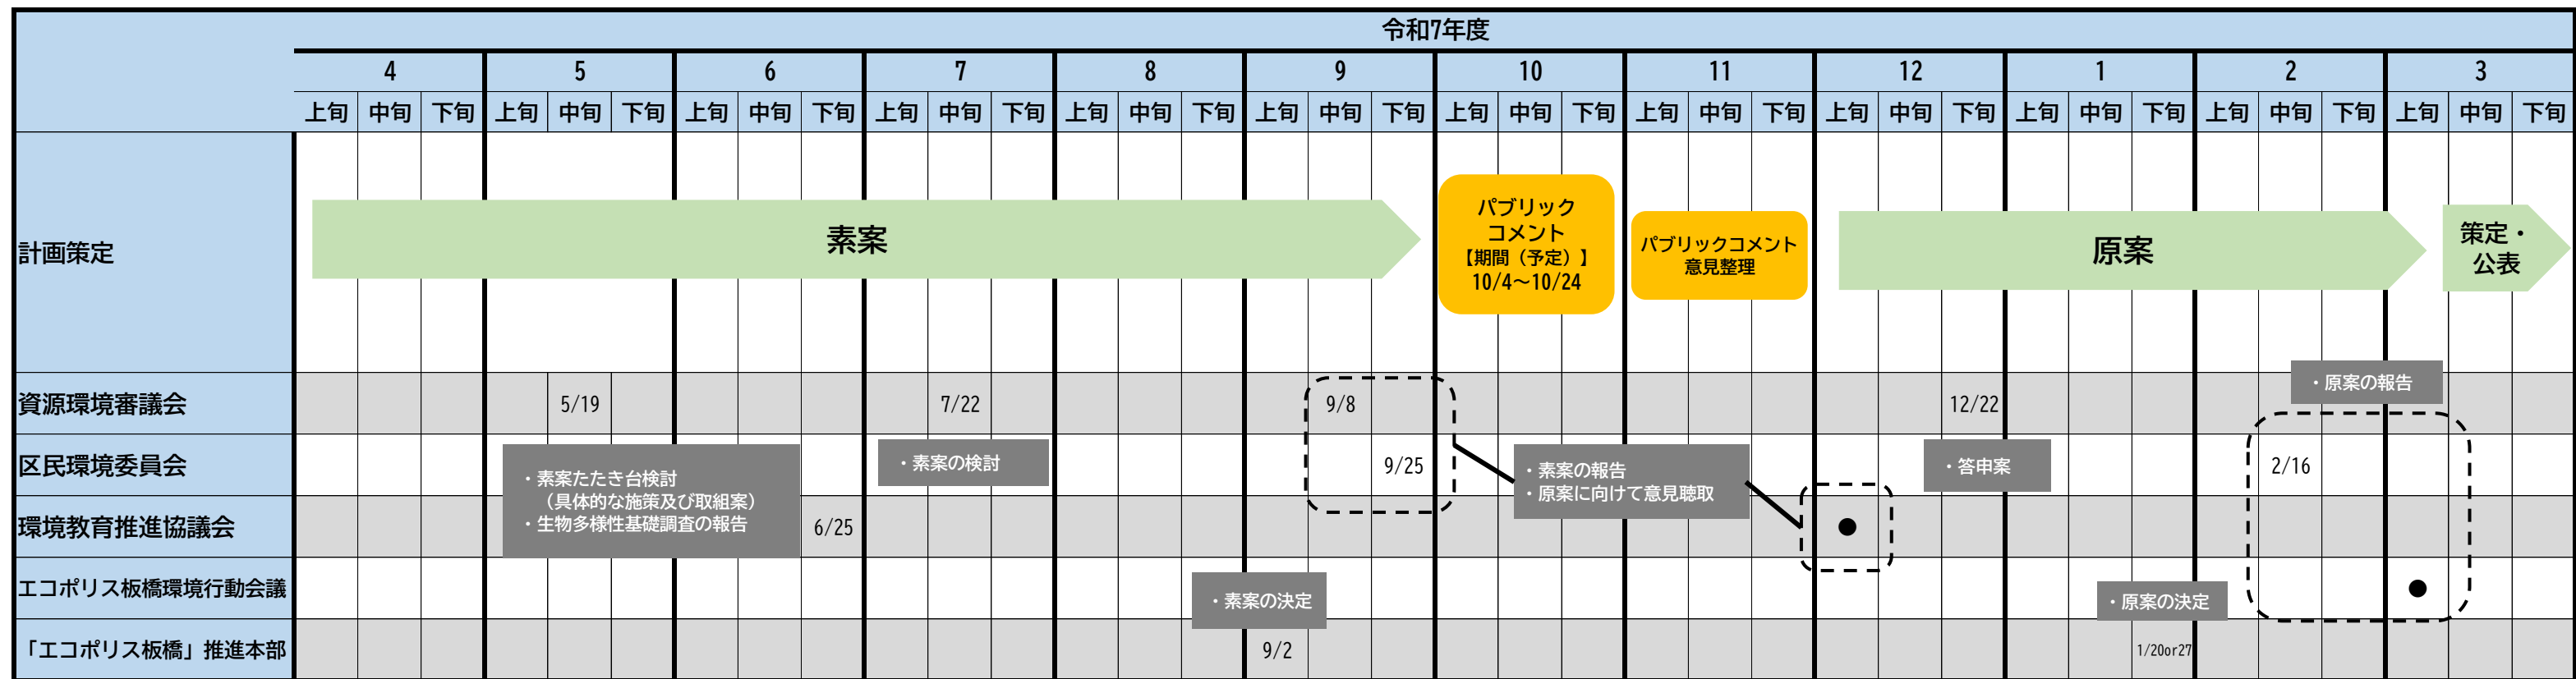 令和7年度
4 5 6 7 8 9 10 11 12 1 2 3
上旬 中旬 下旬 上旬 中旬 下旬 上旬 中旬 下旬 上旬 中旬 下旬 上旬 中旬 下旬 上旬 中旬 下旬 上旬 中旬 下旬 上旬 中旬 下旬 上旬 中旬 下旬 上旬 中旬 下旬 上旬 中旬 下旬 上旬 中旬 下旬
計画策定
素案
パブリック
コメント
【期間（予定）】
10/4～10/24
パブリックコメント
意見整理
原案
策定・
公表
資源環境審議会
5/19
7/22
9/8
12/22
・原案の報告
区民環境委員会
・素案たたき台検討
（具体的な施策及び取組案）
・生物多様性基礎調査の報告
・素案の検討
9/25
・素案の報告
・原案に向けて意見聴取
・答申案
2/16
環境教育推進協議会
6/25
●
エコポリス板橋環境行動会議
・素案の決定
・原案の決定
●
「エコポリス板橋」推進本部
9/2
1/20or27